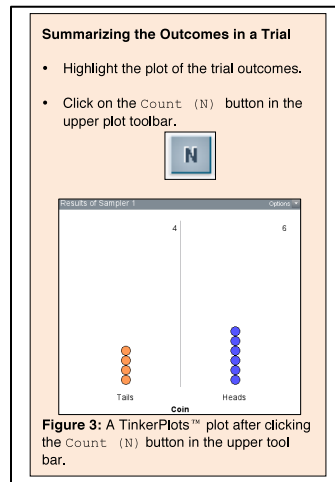 Summarizing the Outcomes in a Trial
• Highlight the plot of the trial outcomes.
• Click on the Count (N) button in the
upper plot toolbar.
N
Results of Sampler 1 Options
4 6
Tails Heads
Coin
Figure 3: A TinkerPlots™ plot after clicking
the Count (N) button in the upper tool
bar.